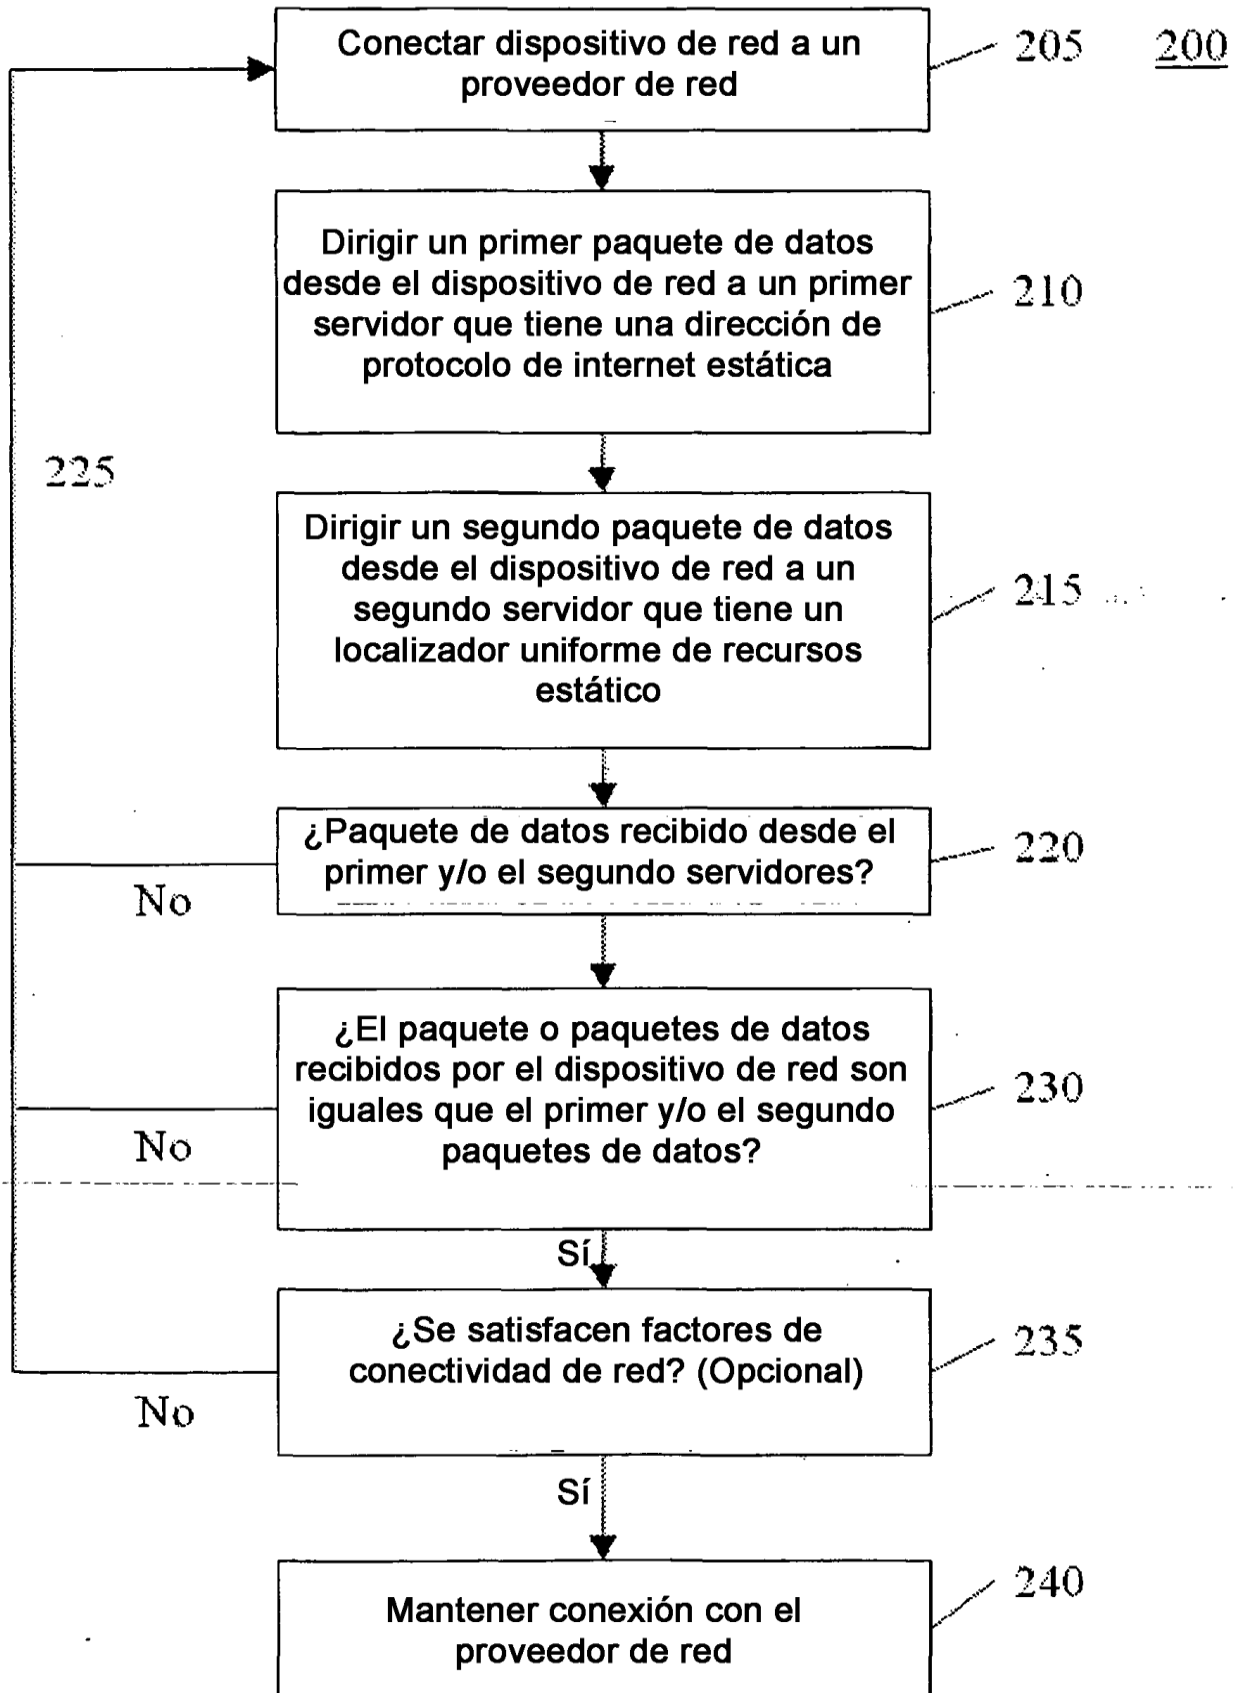 Conectar dispositivo de red a un
proveedor de red
205
200
Dirigir un primer paquete de datos
desde el dispositivo de red a un primer
servidor que tiene una dirección de
protocolo de internet estática
210
225
Dirigir un segundo paquete de datos
desde el dispositivo de red a un
segundo servidor que tiene un
localizador uniforme de recursos
estático
215
¿Paquete de datos recibido desde el
primer y/o el segundo servidores?
220
No
¿El paquete o paquetes de datos
recibidos por el dispositivo de red son
iguales que el primer y/o el segundo
paquetes de datos?
230
No
Sí
¿Se satisfacen factores de
conectividad de red? (Opcional)
235
No
Sí
Mantener conexión con el
proveedor de red
240